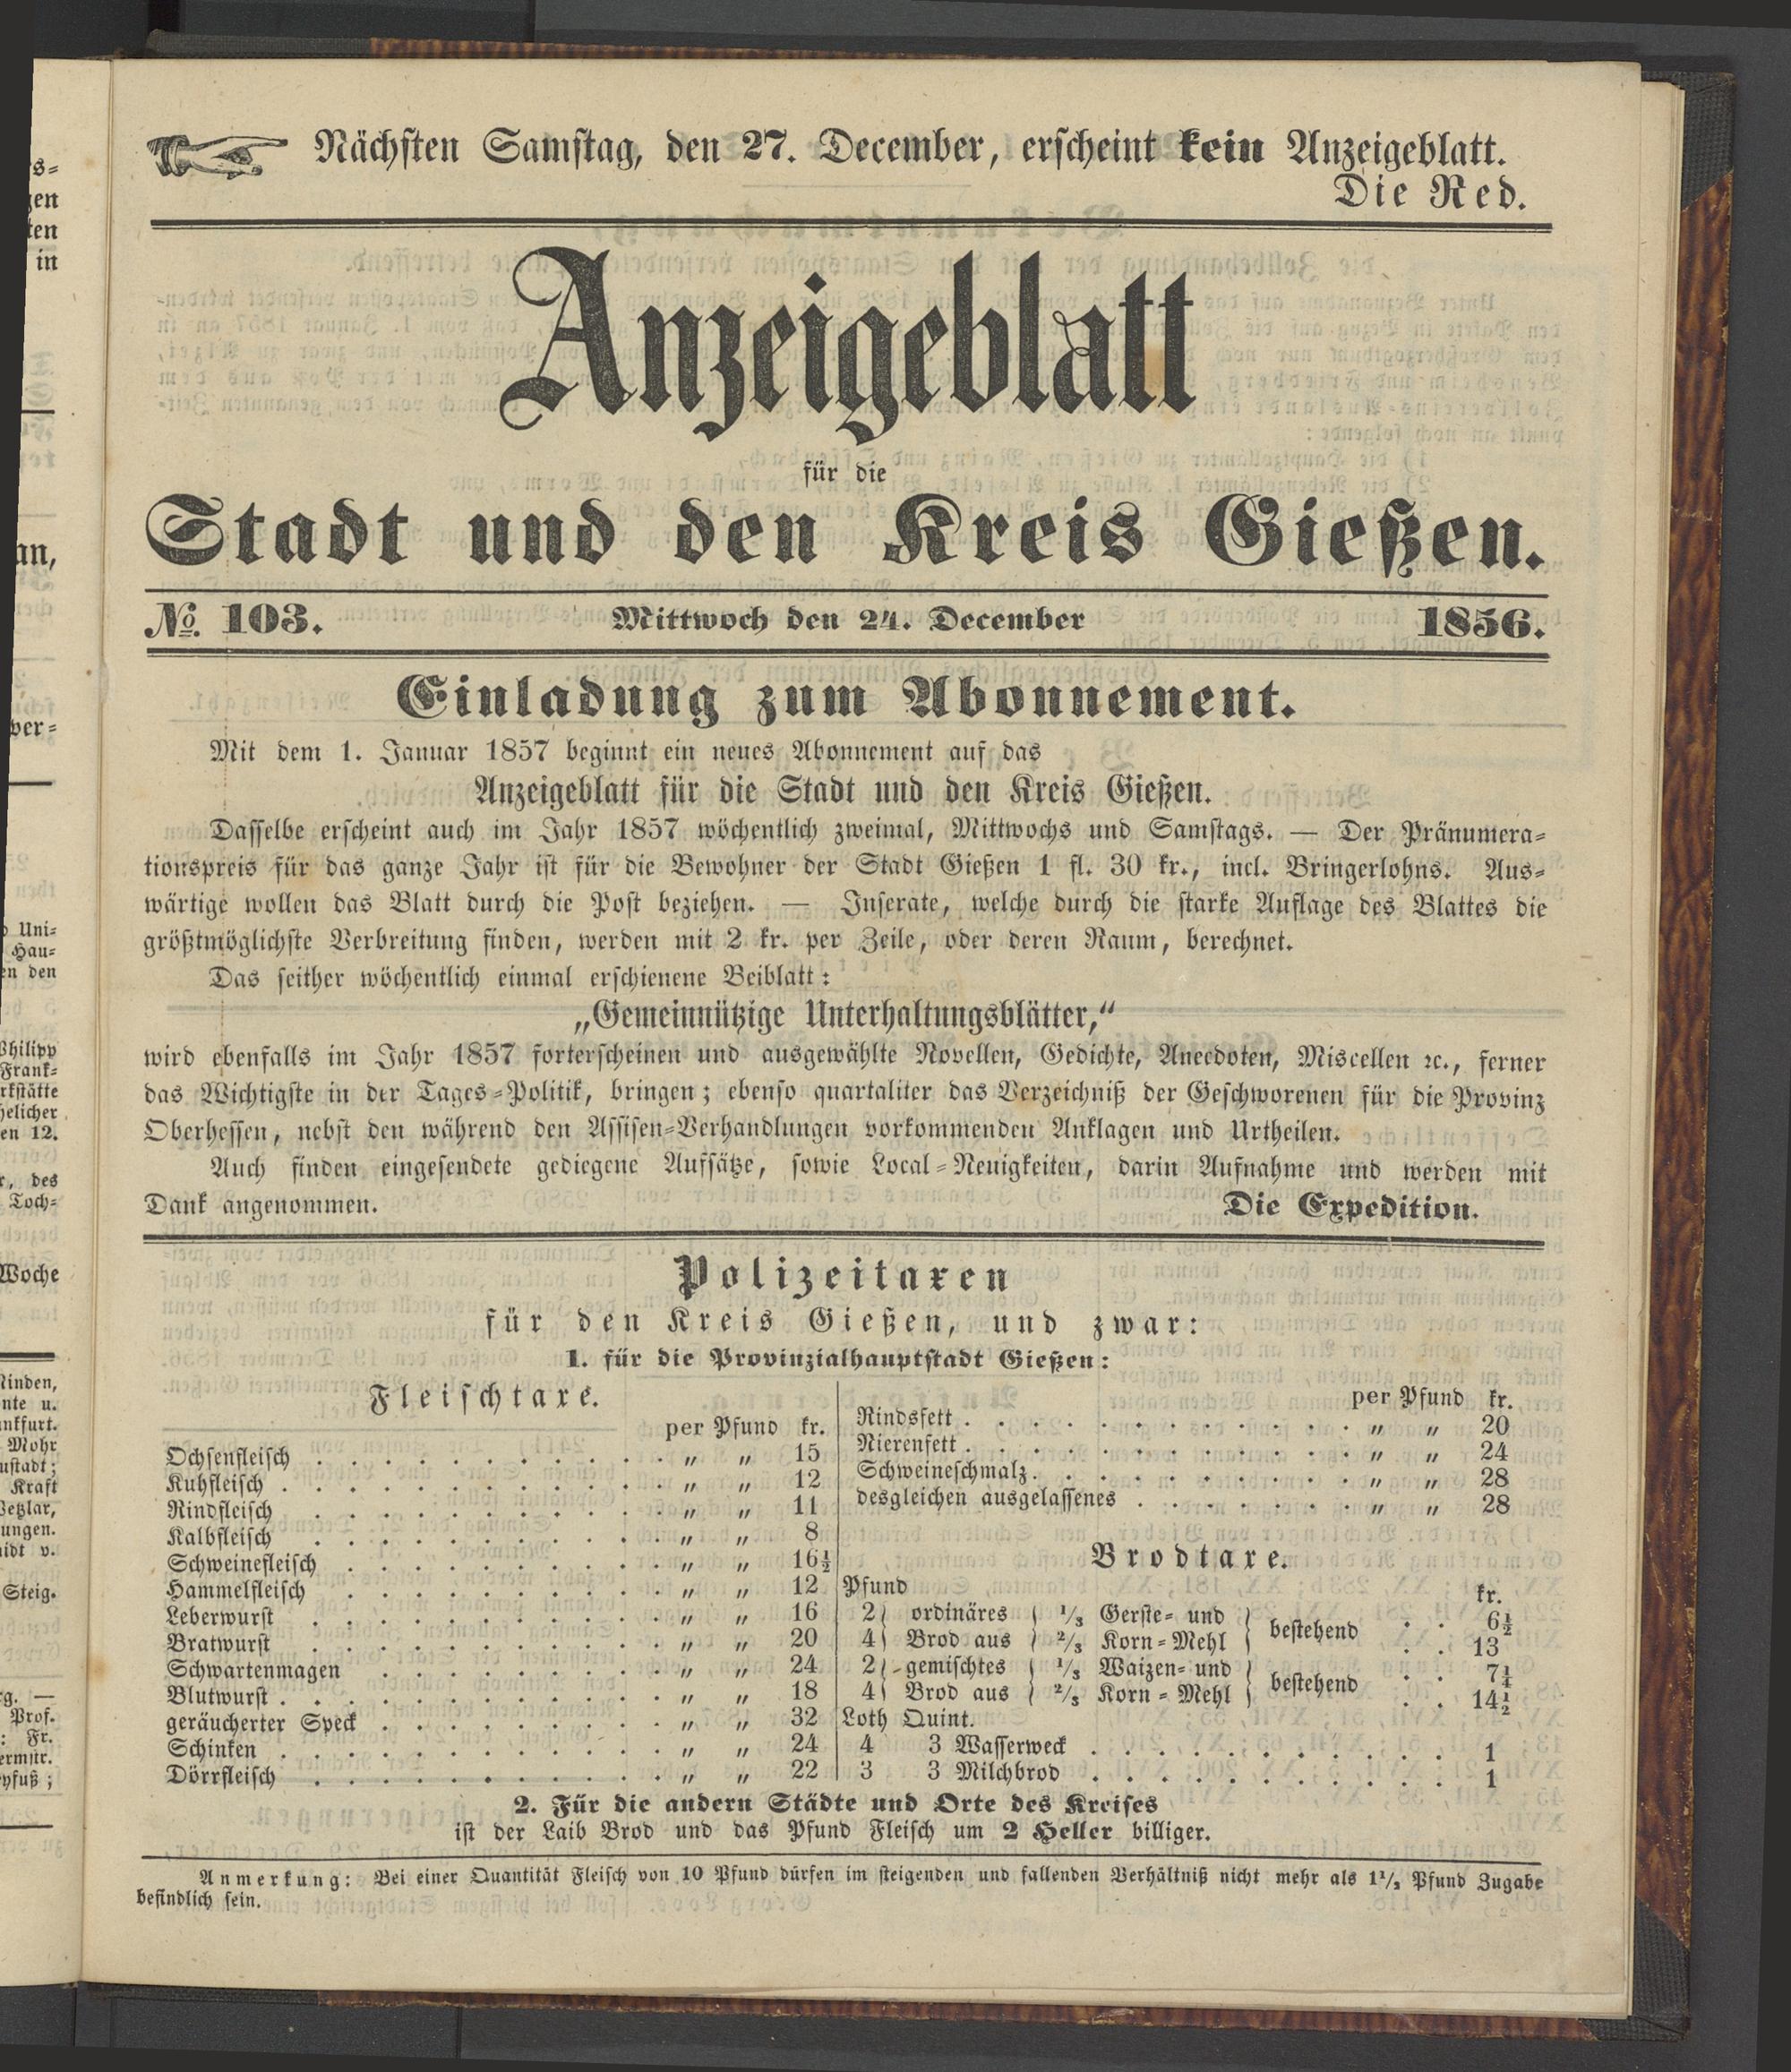 Nächsten Samstag, den 27. December, erscheint kein Anzeigeblatt.
Die Red.
Anzeigeblatt
für die
Stadt und den Kreis Gießen.
No. 103.
Mittwoch den 24. December
1856.
Einladung zum Abonnement.
Mit dem 1. Januar 1857 beginnt ein neues Abonnement auf das
Anzeigeblatt für die Stadt und den Kreis Gießen.
Dasselbe erscheint auch im Jahr 1857 wöchentlich zweimal, Mittwochs und Samstags. — Der Pränumera-
tionspreis für das ganze Jahr ist für die Bewohner der Stadt Gießen 1 fl. 30 kr., incl. Bringerlohns. Aus-
wärtige wollen das Blatt durch die Post beziehen. — Inserate, welche durch die starke Auflage des Blattes die
größtmöglichste Verbreitung finden, werden mit 2 kr. per Zeile, oder deren Raum, berechnet.
Das seither wöchentlich einmal erschienene Beiblatt:
„Gemeinnützige Unterhaltungsblätter,“
wird ebenfalls im Jahr 1857 forterscheinen und ausgewählte Novellen, Gedichte, Anecdoten, Miscellen ꝛc., ferner
das Wichtigste in der Tages-Politik, bringen; ebenso quartaliter das Verzeichniß der Geschworenen für die Provinz
Oberhessen, nebst den während den Assisen-Verhandlungen vorkommenden Anklagen und Urtheilen.
Auch finden eingesendete gediegene Aufsätze, sowie Local-Neuigkeiten, darin Aufnahme und werden mit
Dank angenommen.
Die Expedition.
Polizeitaxen
für den Kreis Gießen, und zwar:
1. für die Provinzialhauptstadt Gießen:
Fleischtaxe.
per Pfund kr.
Ochsenfleisch . . . . . . . . . . „ „ 15
Kuhfleisch . . . . . . . . . . . „ „ 12
Rindfleisch . . . . . . . . . . „ „ 11
Kalbfleisch . . . . . . . . . . „ „ 8
Schweinefleisch . . . . . . . . . „ „ 16½
Hammelfleisch . . . . . . . . . „ „ 12
Leberwurst . . . . . . . . . . „ „ 16
Bratwurst . . . . . . . . . . „ „ 20
Schwartenmagen . . . . . . . . „ „ 24
Blutwurst . . . . . . . . . . . „ „ 18
geräucherter Speck . . . . . . . . „ „ 32
Schinken . . . . . . . . . . . „ „ 24
Dörrfleisch . . . . . . . . . . „ „ 22
per Pfund kr.
Rindsfett . . . . . . . . . . . „ „ 20
Nierenfett . . . . . . . . . . . „ „ 24
Schweineschmalz . . . . . . . . . „ „ 28
desgleichen ausgelassenes . . . . . . „ „ 28
Brodtaxe.
Pfund kr.
2 } ordinäres { 1/3 Gerste- und } bestehend . . 6½
4 } Brod aus { 2/3 Korn-Mehl } . . 13
2 } gemischtes { 1/3 Waizen- und } bestehend . . 7¼
4 } Brod aus { 2/3 Korn-Mehl } . . 14½
Loth Quint.
4 3 Wasserweck . . . . . . . . . . . 1
3 3 Milchbrod . . . . . . . . . . . 1
2. Für die andern Städte und Orte des Kreises
ist der Laib Brod und das Pfund Fleisch um 2 Heller billiger.
Anmerkung: Bei einer Quantität Fleisch von 10 Pfund dürfen im steigenden und fallenden Verhältniß nicht mehr als 1½ Pfund Zugabe
befindlich sein.